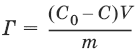 Γ = (C₀ − C)V / m